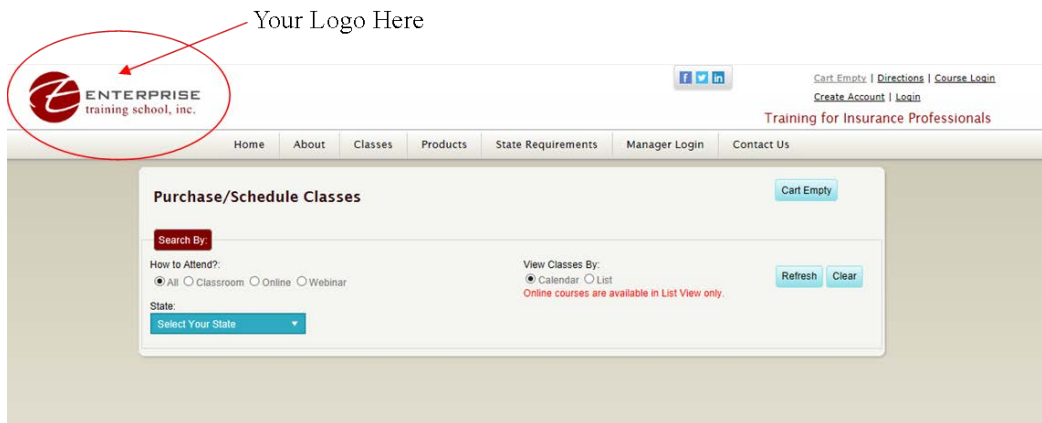 Your Logo Here
ENTERPRISE
training school, inc.
Cart Empty | Directions | Course Login
Create Account | Login
Training for Insurance Professionals
Home About Classes Products State Requirements Manager Login Contact Us
Purchase/Schedule Classes
Cart Empty
Search By:
How to Attend?:
All Classroom Online Webinar
View Classes By:
Calendar List
Online courses are available in List View only.
Refresh Clear
State:
Select Your State